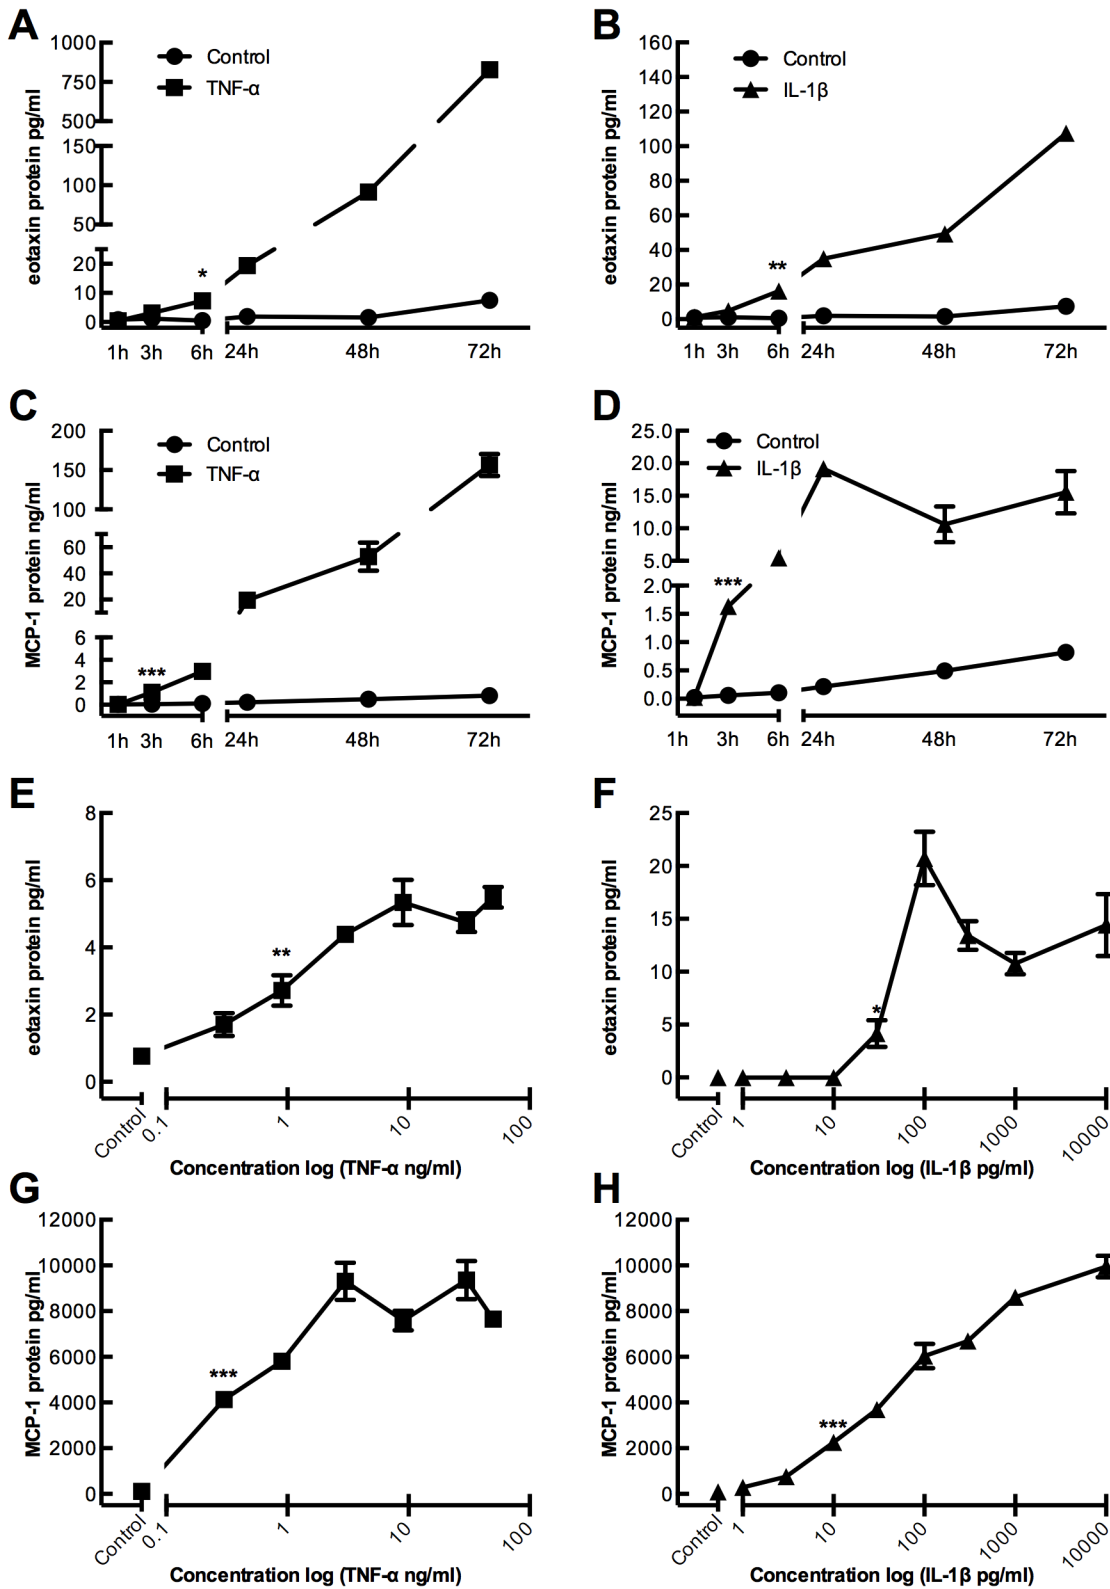 A
eotaxin protein pg/ml
1000
750
500
150
100
50
20
10
0
Control
TNF-α
*
1h 3h 6h 24h 48h 72h
B
eotaxin protein pg/ml
160
140
120
100
80
60
40
20
0
Control
IL-1β
**
1h 3h 6h 24h 48h 72h
C
MCP-1 protein ng/ml
200
150
100
60
40
20
6
4
2
0
Control
TNF-α
***
1h 3h 6h 24h 48h 72h
D
MCP-1 protein ng/ml
25.0
20.0
15.0
10.0
5.0
2.0
1.5
1.0
0.5
0.0
Control
IL-1β
***
1h 3h 6h 24h 48h 72h
E
eotaxin protein pg/ml
8
6
4
2
0
**
Control 0.1 1 10 100
Concentration log (TNF-α ng/ml)
F
eotaxin protein pg/ml
25
20
15
10
5
0
*
Control 1 10 100 1000 10000
Concentration log (IL-1β pg/ml)
G
MCP-1 protein pg/ml
12000
10000
8000
6000
4000
2000
0
***
Control 0.1 1 10 100
Concentration log (TNF-α ng/ml)
H
MCP-1 protein pg/ml
12000
10000
8000
6000
4000
2000
0
***
Control 1 10 100 1000 10000
Concentration log (IL-1β pg/ml)